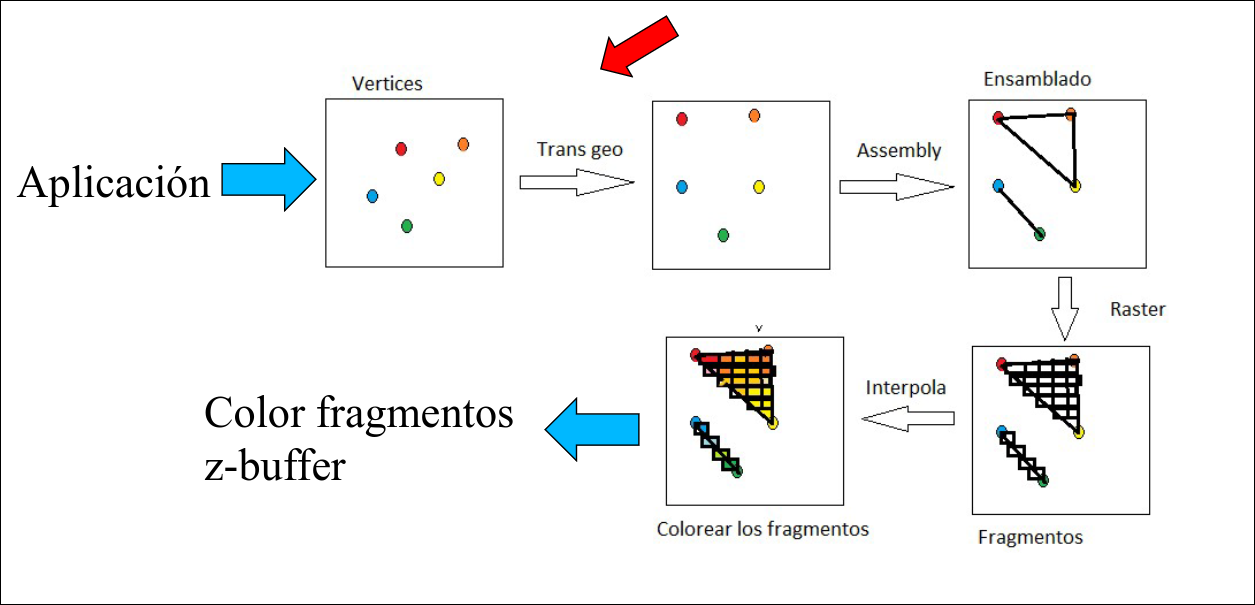 Vertices
Ensamblado
Aplicación
Trans geo
Assembly
Raster
v
Color fragmentos
z-buffer
Interpola
Colorear los fragmentos
Fragmentos